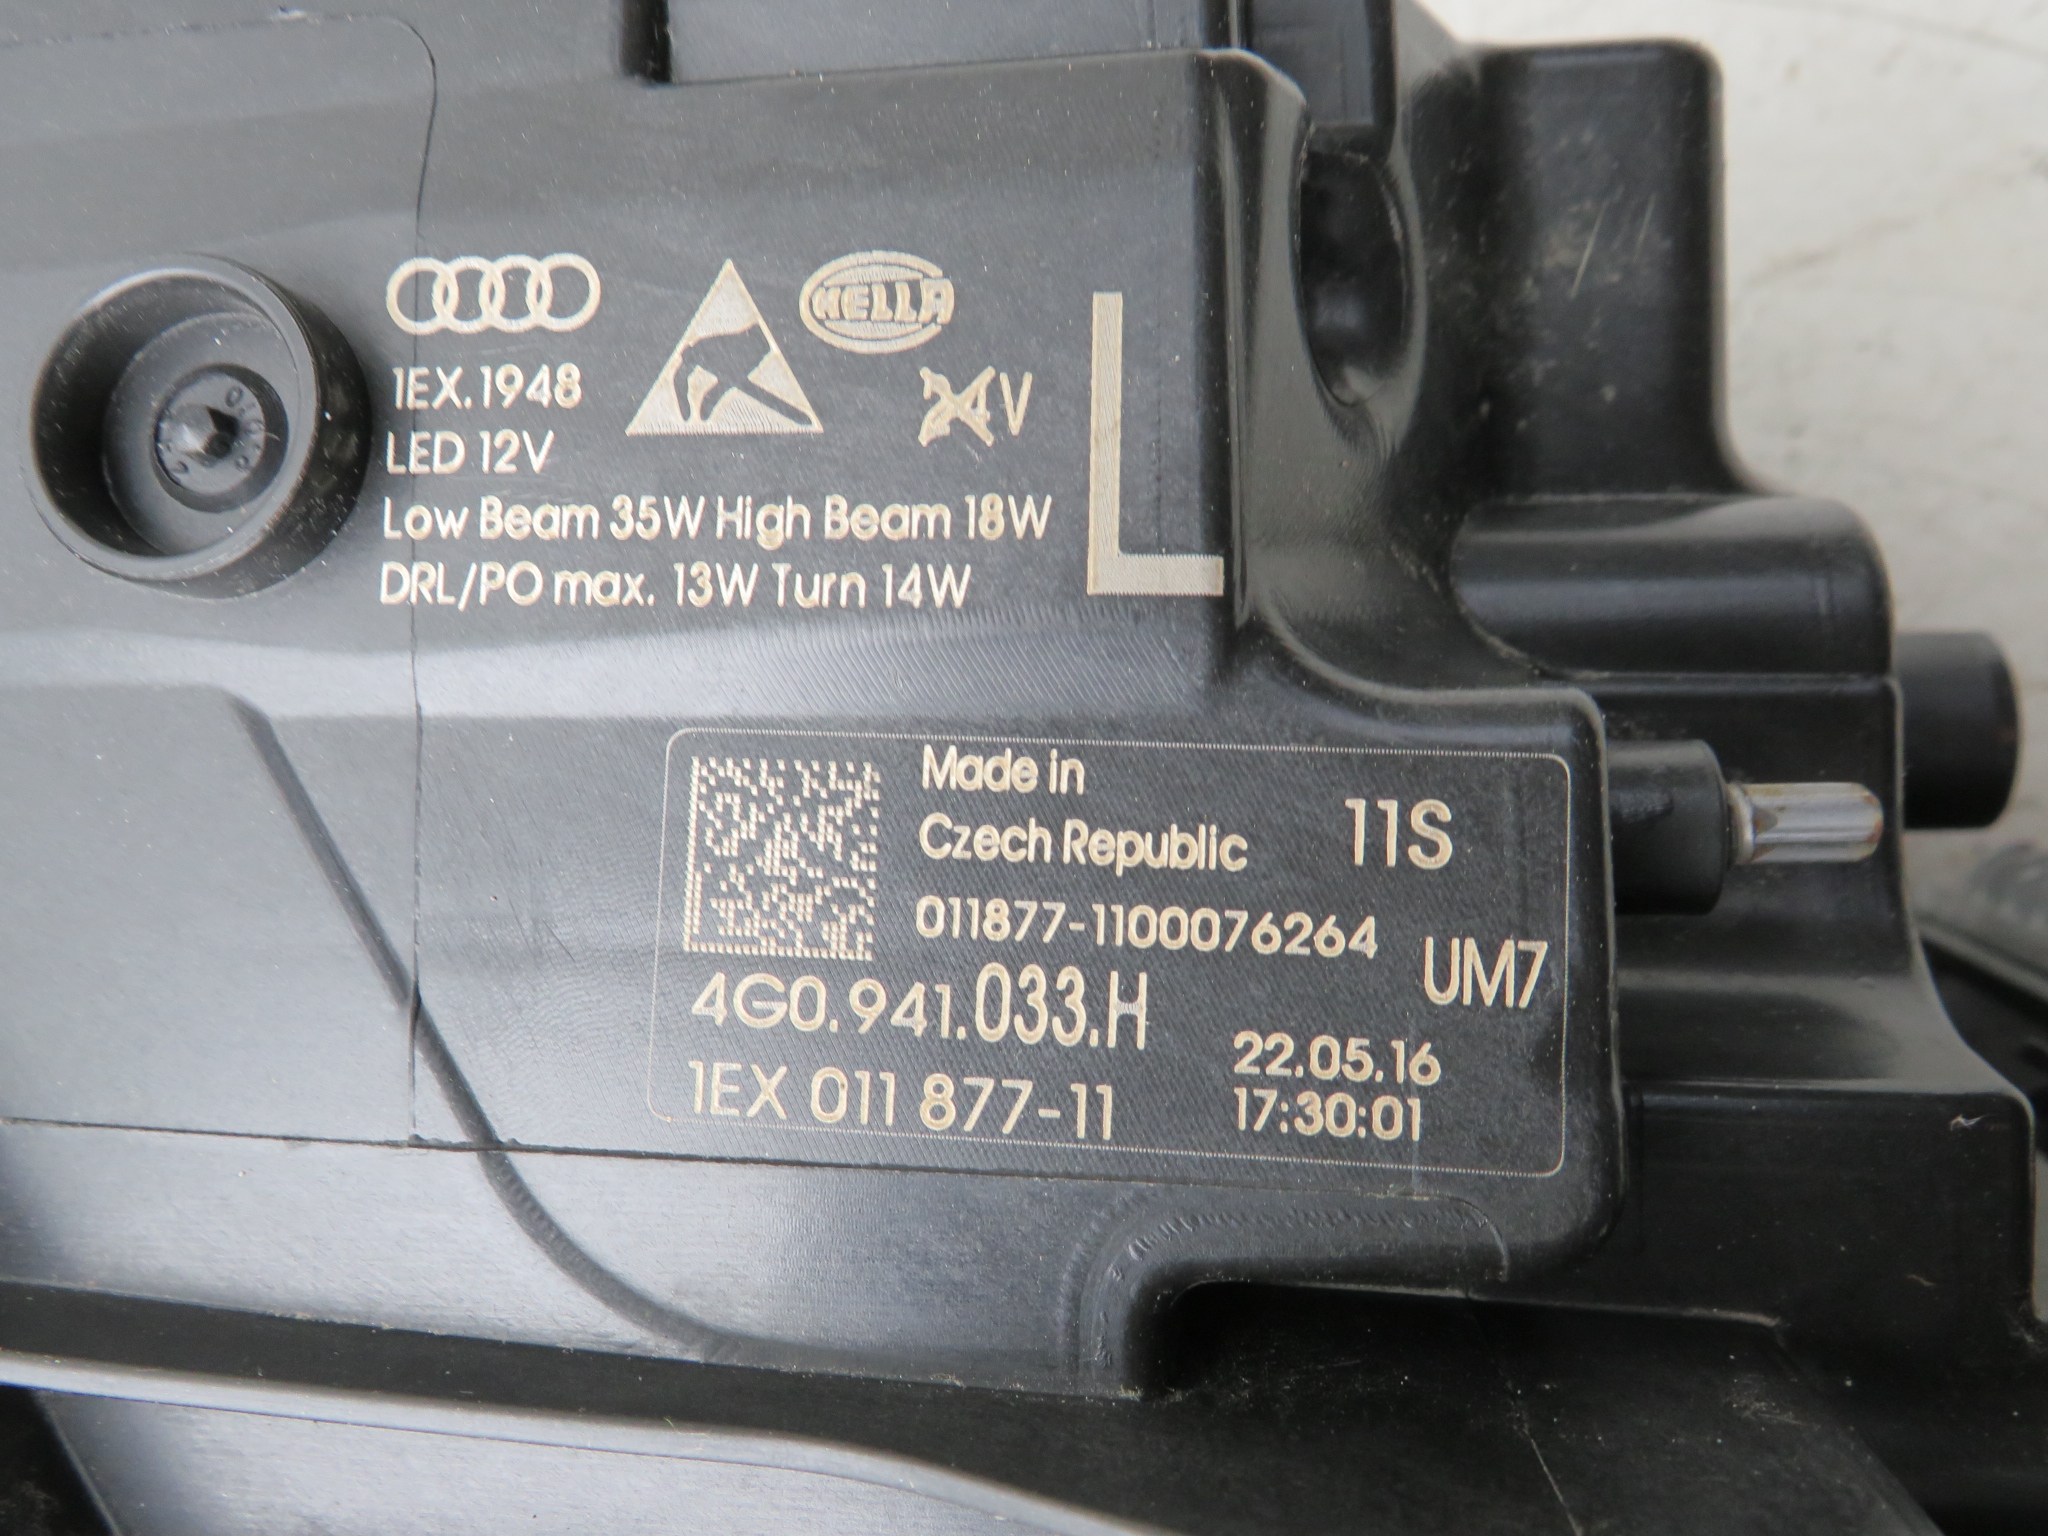 HELLA
1EX.1948
24V
LED 12V
Low Beam 35W High Beam 18W
DRL/PO max. 13W Turn 14W
L
Made in
Czech Republic
11S
011877-1100076264
UM7
4G0.941.033.H
22.05.16
1EX 011 877-11
17:30:01